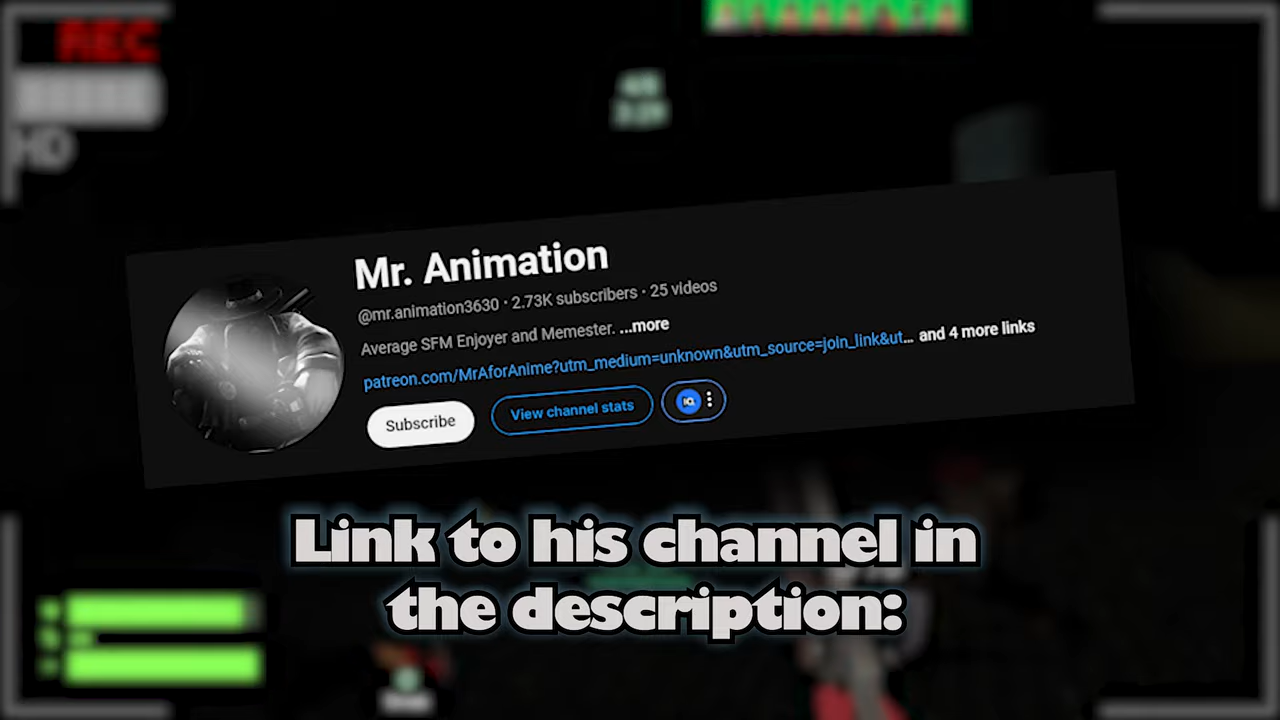 REC
HD
Mr. Animation
@mr.animation3630 · 2.73K subscribers · 25 videos
Average SFM Enjoyer and Memester. ...more
patreon.com/MrAforAnime?utm_medium=unknown&utm_source=join_link&ut... and 4 more links
Subscribe
View channel stats
Link to his channel in
the description: